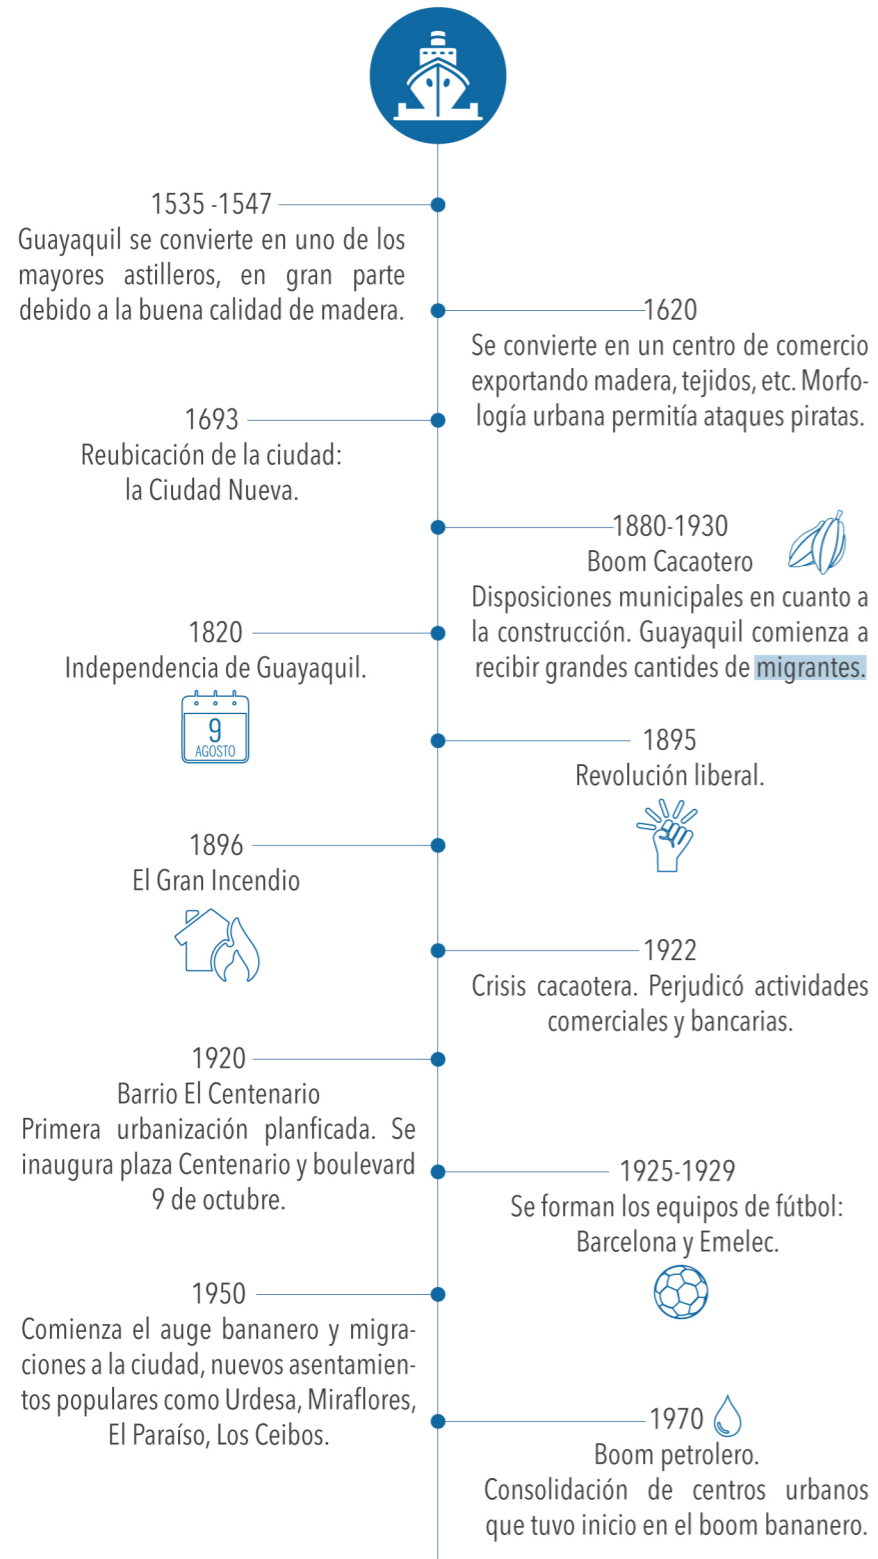 1535 -1547
Guayaquil se convierte en uno de los
mayores astilleros, en gran parte
debido a la buena calidad de madera.
1620
Se convierte en un centro de comercio
exportando madera, tejidos, etc. Morfo-
logía urbana permitía ataques piratas.
1693
Reubicación de la ciudad:
la Ciudad Nueva.
1880-1930
Boom Cacaotero
Disposiciones municipales en cuanto a
la construcción. Guayaquil comienza a
recibir grandes cantides de migrantes.
1820
Independencia de Guayaquil.
9
AGOSTO
1895
Revolución liberal.
1896
El Gran Incendio
1922
Crisis cacaotera. Perjudicó actividades
comerciales y bancarias.
1920
Barrio El Centenario
Primera urbanización planficada. Se
inaugura plaza Centenario y boulevard
9 de octubre.
1925-1929
Se forman los equipos de fútbol:
Barcelona y Emelec.
1950
Comienza el auge bananero y migra-
ciones a la ciudad, nuevos asentamien-
tos populares como Urdesa, Miraflores,
El Paraíso, Los Ceibos.
1970
Boom petrolero.
Consolidación de centros urbanos
que tuvo inicio en el boom bananero.